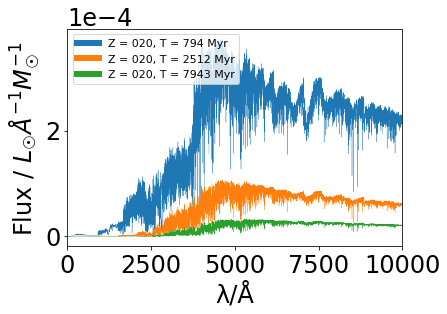 1e−4
Z = 020, T = 794 Myr
Z = 020, T = 2512 Myr
Z = 020, T = 7943 Myr
Flux / L☉Å⁻¹M☉⁻¹
2
0
0 2500 5000 7500 10000
λ/Å